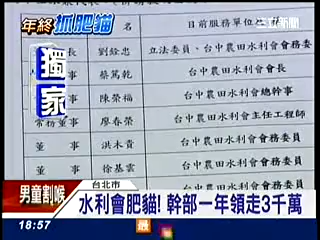 年終抓肥貓
獨家
目前服務單位
長 劉銓忠 立法委員、台中農田水利會會務委
事 蔡篤乾 台中農田水利會會長
事 陳榮福 台中農田水利會總幹事
常務董事 廖春榮 台中農田水利會主任工程師
董事 洪木貴 台中農田水利會會務委員
董事 徐基雲 台中農田水利會會務委員
男童割喉
台北市
水利會肥貓! 幹部一年領走3千萬
18:57
最